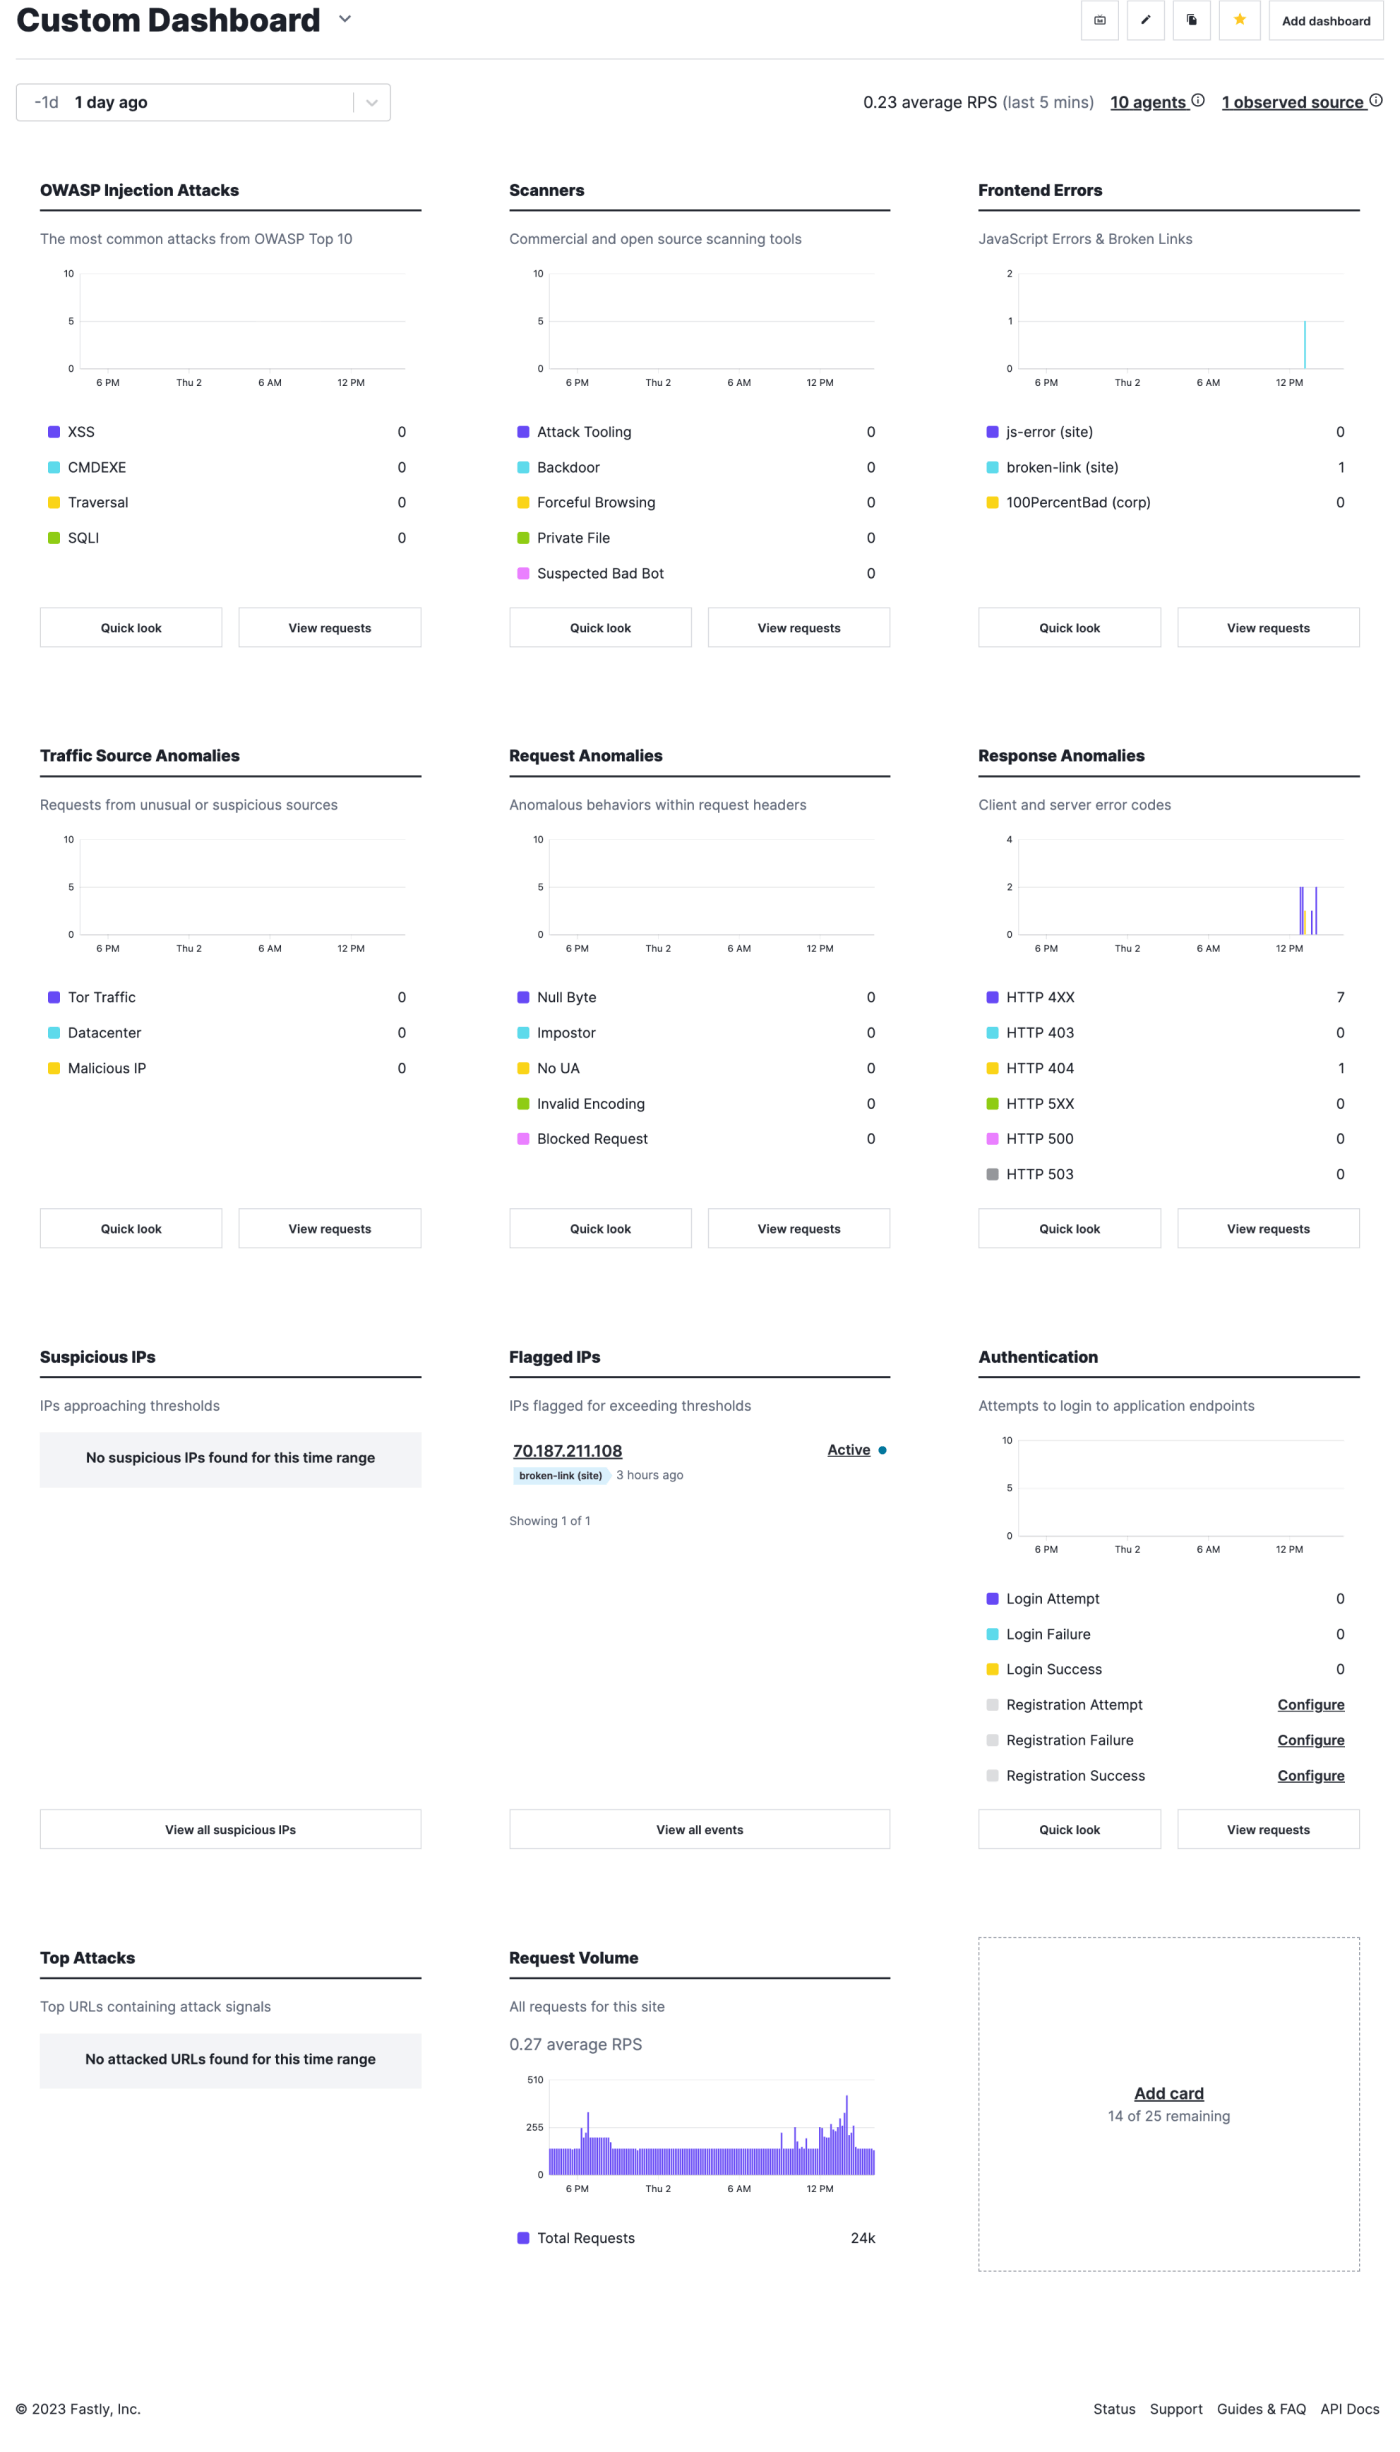 Custom Dashboard
Add dashboard
-1d 1 day ago
0.23 average RPS (last 5 mins) 10 agents 1 observed source
OWASP Injection Attacks
The most common attacks from OWASP Top 10
10
5
0
6 PM Thu 2 6 AM 12 PM
XSS 0
CMDEXE 0
Traversal 0
SQLI 0
Quick look View requests
Scanners
Commercial and open source scanning tools
10
5
0
6 PM Thu 2 6 AM 12 PM
Attack Tooling 0
Backdoor 0
Forceful Browsing 0
Private File 0
Suspected Bad Bot 0
Quick look View requests
Frontend Errors
JavaScript Errors & Broken Links
2
1
0
6 PM Thu 2 6 AM 12 PM
js-error (site) 0
broken-link (site) 1
100PercentBad (corp) 0
Quick look View requests
Traffic Source Anomalies
Requests from unusual or suspicious sources
10
5
0
6 PM Thu 2 6 AM 12 PM
Tor Traffic 0
Datacenter 0
Malicious IP 0
Quick look View requests
Request Anomalies
Anomalous behaviors within request headers
10
5
0
6 PM Thu 2 6 AM 12 PM
Null Byte 0
Impostor 0
No UA 0
Invalid Encoding 0
Blocked Request 0
Quick look View requests
Response Anomalies
Client and server error codes
4
2
0
6 PM Thu 2 6 AM 12 PM
HTTP 4XX 7
HTTP 403 0
HTTP 404 1
HTTP 5XX 0
HTTP 500 0
HTTP 503 0
Quick look View requests
Suspicious IPs
IPs approaching thresholds
No suspicious IPs found for this time range
View all suspicious IPs
Flagged IPs
IPs flagged for exceeding thresholds
70.187.211.108 Active
broken-link (site) 3 hours ago
Showing 1 of 1
View all events
Authentication
Attempts to login to application endpoints
10
5
0
6 PM Thu 2 6 AM 12 PM
Login Attempt 0
Login Failure 0
Login Success 0
Registration Attempt Configure
Registration Failure Configure
Registration Success Configure
Quick look View requests
Top Attacks
Top URLs containing attack signals
No attacked URLs found for this time range
Request Volume
All requests for this site
0.27 average RPS
510
255
0
6 PM Thu 2 6 AM 12 PM
Total Requests 24k
Add card
14 of 25 remaining
© 2023 Fastly, Inc.
Status Support Guides & FAQ API Docs